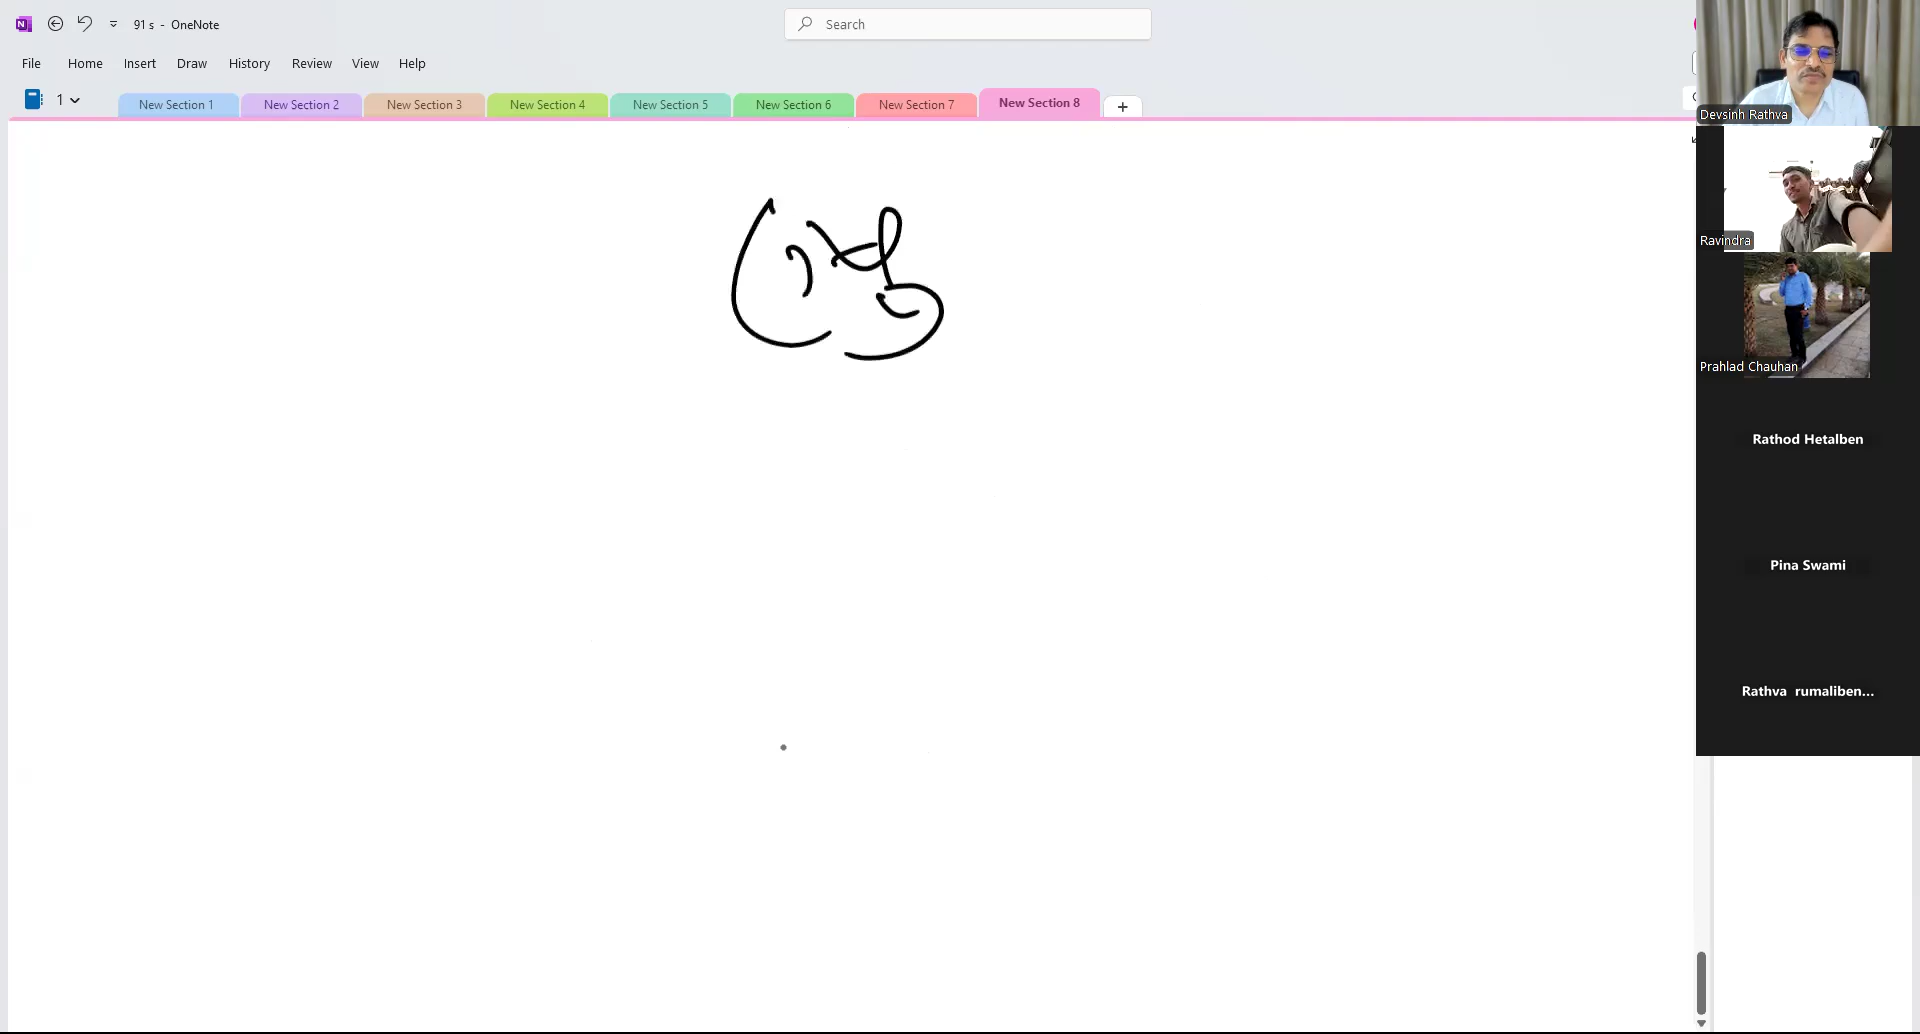 91 s - OneNote
Search
File Home Insert Draw History Review View Help
1 New Section 1 New Section 2 New Section 3 New Section 4 New Section 5 New Section 6 New Section 7 New Section 8 +
Devsinh Rathva
Ravindra
Prahlad Chauhan
Rathod Hetalben
Pina Swami
Rathva rumaliben...